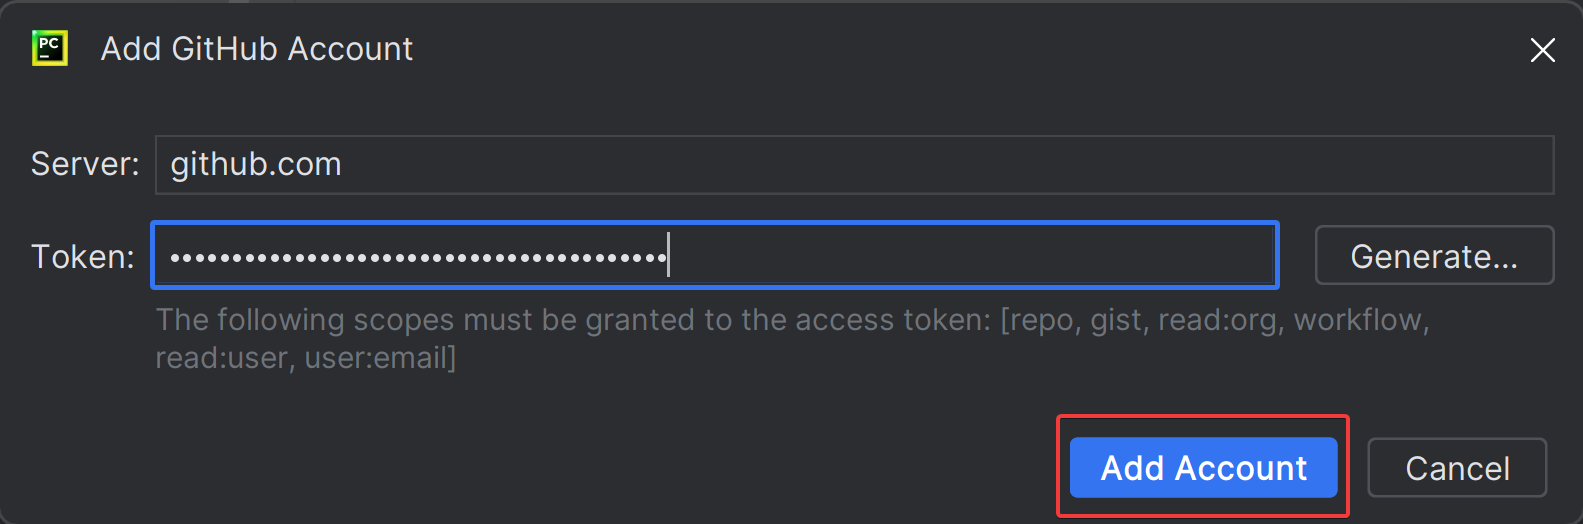 PC
Add GitHub Account
Server: github.com
Token: ••••••••••••••••••••••••••••••••••••••••• Generate...
The following scopes must be granted to the access token: [repo, gist, read:org, workflow,
read:user, user:email]
Add Account Cancel